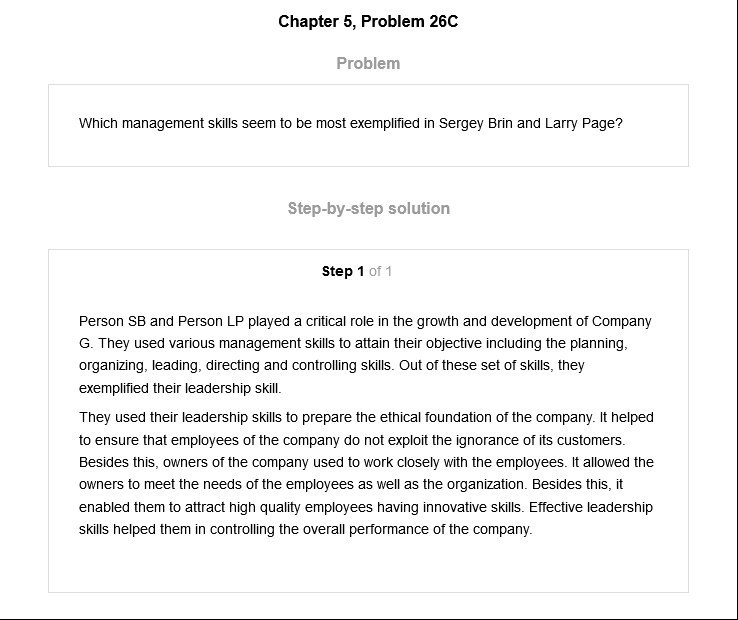 Chapter 5, Problem 26C
Problem
Which management skills seem to be most exemplified in Sergey Brin and Larry Page?
Step-by-step solution
Step 1 of 1
Person SB and Person LP played a critical role in the growth and development of Company
G. They used various management skills to attain their objective including the planning,
organizing, leading, directing and controlling skills. Out of these set of skills, they
exemplified their leadership skill.
They used their leadership skills to prepare the ethical foundation of the company. It helped
to ensure that employees of the company do not exploit the ignorance of its customers.
Besides this, owners of the company used to work closely with the employees. It allowed the
owners to meet the needs of the employees as well as the organization. Besides this, it
enabled them to attract high quality employees having innovative skills. Effective leadership
skills helped them in controlling the overall performance of the company.